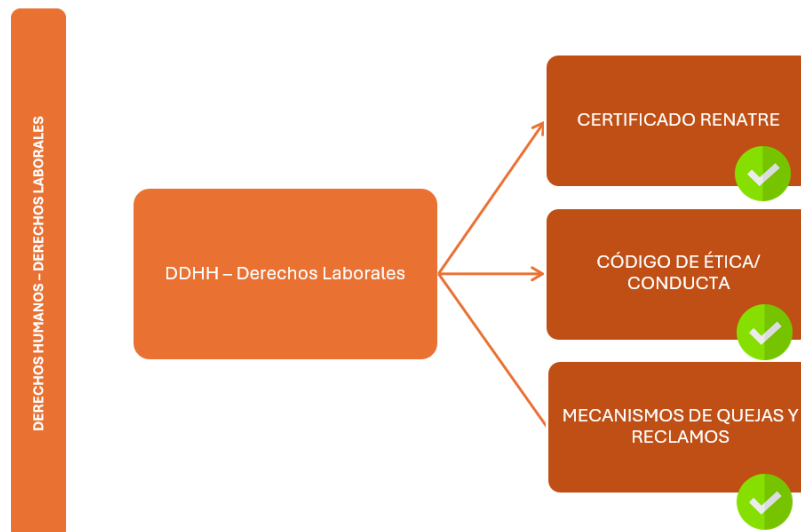 DERECHOS HUMANOS – DERECHOS LABORALES
DDHH – Derechos Laborales
CERTIFICADO RENATRE
CÓDIGO DE ÉTICA/
CONDUCTA
MECANISMOS DE QUEJAS Y
RECLAMOS